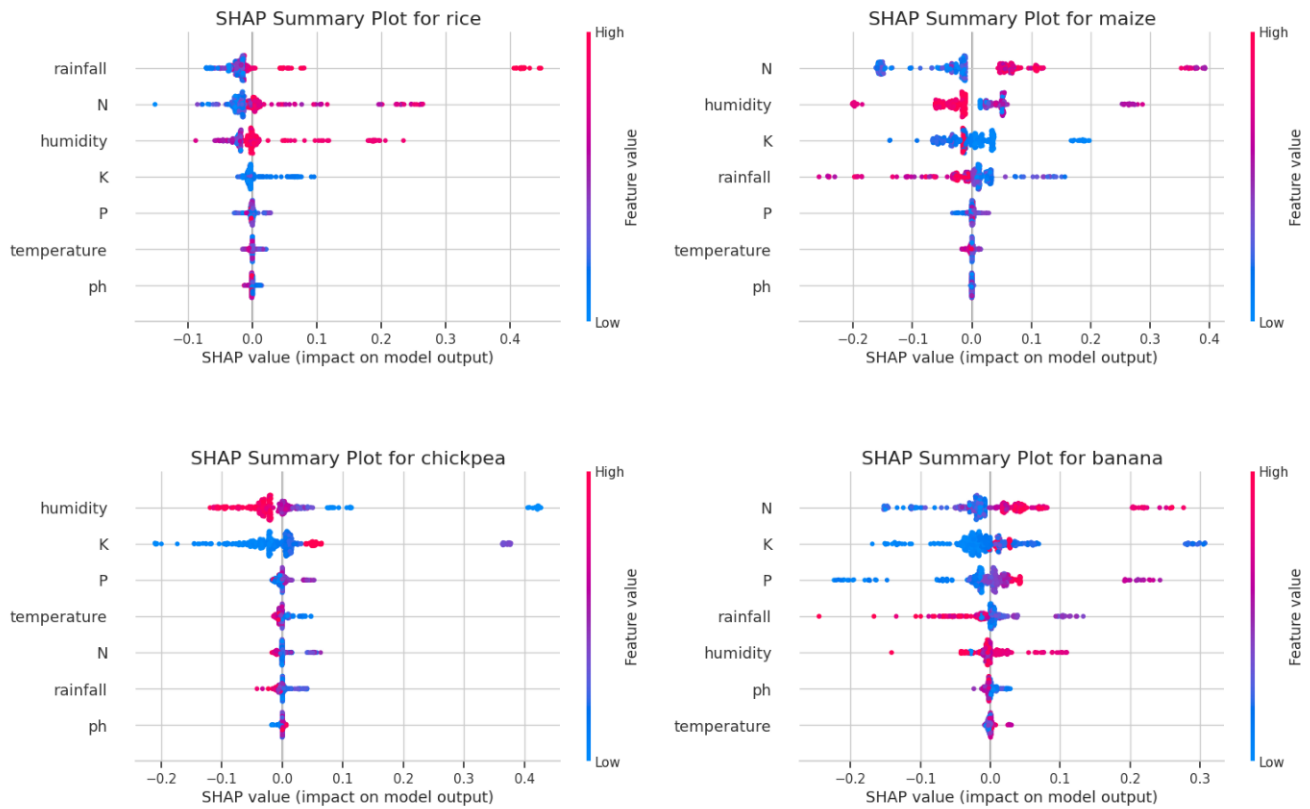 SHAP Summary Plot for rice
High
rainfall
N
humidity
K
P
temperature
ph
Feature value
Low
−0.1 0.0 0.1 0.2 0.3 0.4
SHAP value (impact on model output)
SHAP Summary Plot for maize
High
N
humidity
K
rainfall
P
temperature
ph
Feature value
Low
−0.2 −0.1 0.0 0.1 0.2 0.3 0.4
SHAP value (impact on model output)
SHAP Summary Plot for chickpea
High
humidity
K
P
temperature
N
rainfall
ph
Feature value
Low
−0.2 −0.1 0.0 0.1 0.2 0.3 0.4
SHAP value (impact on model output)
SHAP Summary Plot for banana
High
N
K
P
rainfall
humidity
ph
temperature
Feature value
Low
−0.2 −0.1 0.0 0.1 0.2 0.3
SHAP value (impact on model output)